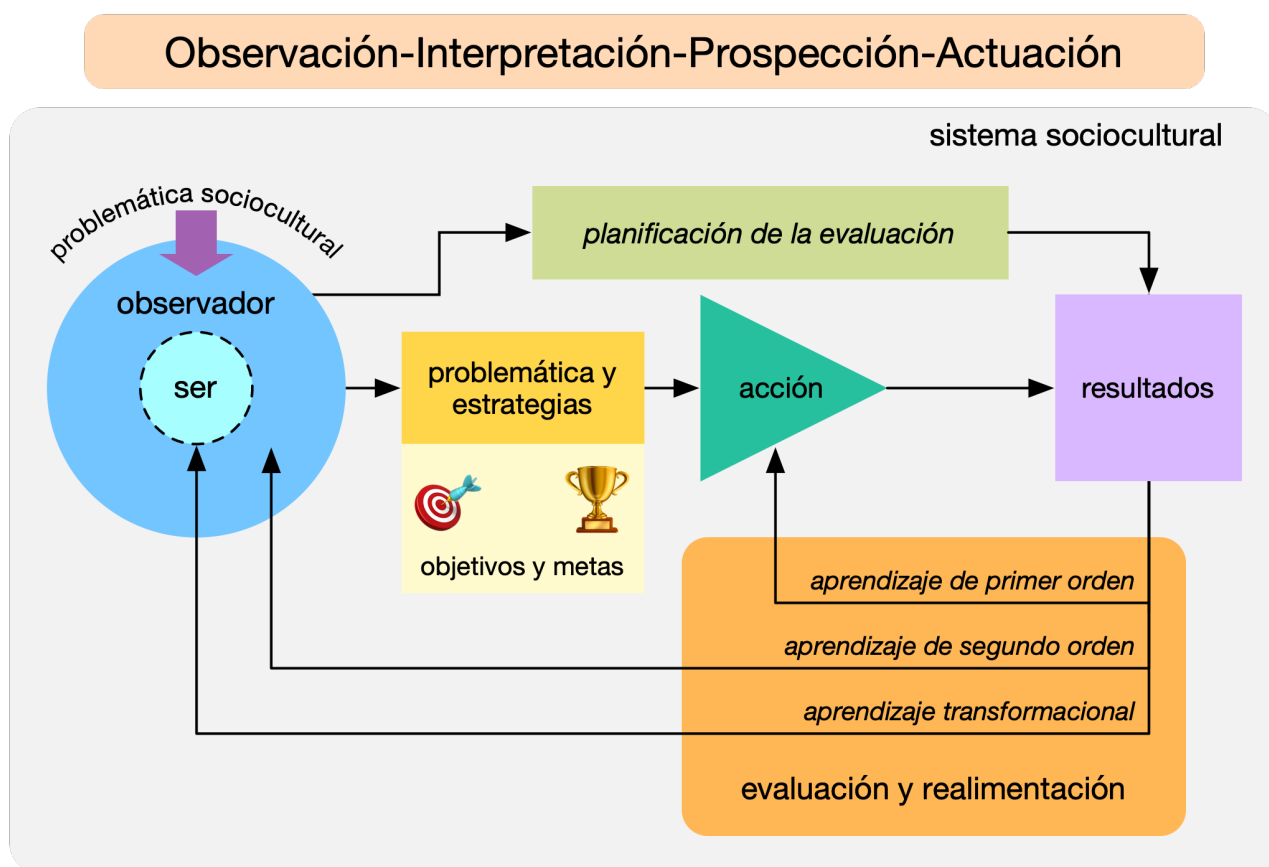 Observación-Interpretación-Prospección-Actuación
sistema sociocultural
problemática sociocultural
planificación de la evaluación
observador
ser
problemática y
estrategias
acción
resultados
objetivos y metas
aprendizaje de primer orden
aprendizaje de segundo orden
aprendizaje transformacional
evaluación y realimentación